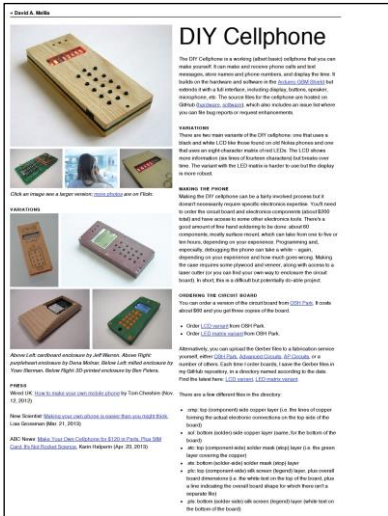 « David A. Mellis
DIY Cellphone
The DIY Cellphone is a working (albeit basic) cellphone that you can
make yourself. It can make and receive phone calls and text
messages, store names and phone numbers, and display the time. It
builds on the hardware and software in the Arduino GSM Shield but
extends it with a full interface, including display, buttons, speaker,
microphone, etc. The source files for the cellphone are hosted on
GitHub (hardware, software), which also includes an issue list where
you can file bug reports or request enhancements.
VARIATIONS
There are two main variants of the DIY cellphone: one that uses a
black and white LCD like those found on old Nokia phones and one
that uses an eight-character matrix of red LEDs. The LCD shows
more information (six lines of fourteen characters) but breaks over
time. The variant with the LED matrix is harder to use but the display
is more robust.
MAKING THE PHONE
Making the DIY cellphone can be a fairly involved process but it
doesn't necessarily require specific electronics expertise. You'll need
to order the circuit board and electronic components (about $200
total) and have access to some other electronics tools. There's a
good amount of fine hand soldering to be done: about 60
components, mostly surface-mount, which can take from one to five or
ten hours, depending on your experience. Programming and,
especially, debugging the phone can take a while – again,
depending on your experience and how much goes wrong. Making
the case requires some plywood and veneer, along with access to a
laser cutter (or you can find your own way to enclosure the circuit
board). In short, this is a difficult but potentially do-able project.
ORDERING THE CIRCUIT BOARD
You can order a version of the circuit board from OSH Park. It costs
about $60 and you get three copies of the board.
• Order LCD variant from OSH Park.
• Order LED matrix variant from OSH Park.
Alternatively, you can upload the Gerber files to a fabrication service
yourself, either OSH Park, Advanced Circuits, AP Circuits, or a
number of others. Each time I order boards, I save the Gerber files in
my GitHub repository, in a directory named according to the date.
Find the latest here: LCD variant, LED matrix variant.
There are a few different files in the directory:
• .cmp: top (component-side) copper layer (i.e. the lines of copper
forming the actual electronic connections on the top side of the
board)
• .sol: bottom (solder-side) copper layer (same, for the bottom of the
board)
• .stc: top (component-side) solder mask (stop) layer (i.e. the green
layer covering the copper)
• .sts: bottom (solder-side) solder mask (stop) layer
• .plc: top (component-side) silk screen (legend) layer, plus overall
board dimensions (i.e. the white text on the top of the board, plus
a line indicating the overall board shape for which there isn't a
separate file)
• .pls: bottom (solder-side) silk screen (legend) layer (white text on
the bottom of the board)
Click an image see a larger version; more photos are on Flickr.
VARIATIONS
Above Left: cardboard enclosure by Jeff Warren. Above Right:
purpleheart enclosure by Dena Molnar. Below Left: milled enclosure by
Yoav Sterman. Below Right: 3D-printed enclosure by Ben Peters.
PRESS
Wired UK: How to make your own mobile phone by Tom Cheshire (Nov.
12, 2012)
New Scientist: Making your own phone is easier than you might think,
Lisa Grossman (Mar. 21, 2013)
ABC News: Make Your Own Cellphone for $120 in Parts, Plus SIM
Card. It's Not Rocket Science, Karin Halperin (Apr. 20, 2013)